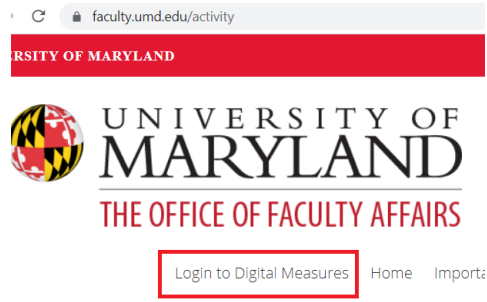 faculty.umd.edu/activity
ERSITY OF MARYLAND
UNIVERSITY OF
MARYLAND
THE OFFICE OF FACULTY AFFAIRS
Login to Digital Measures Home Importa